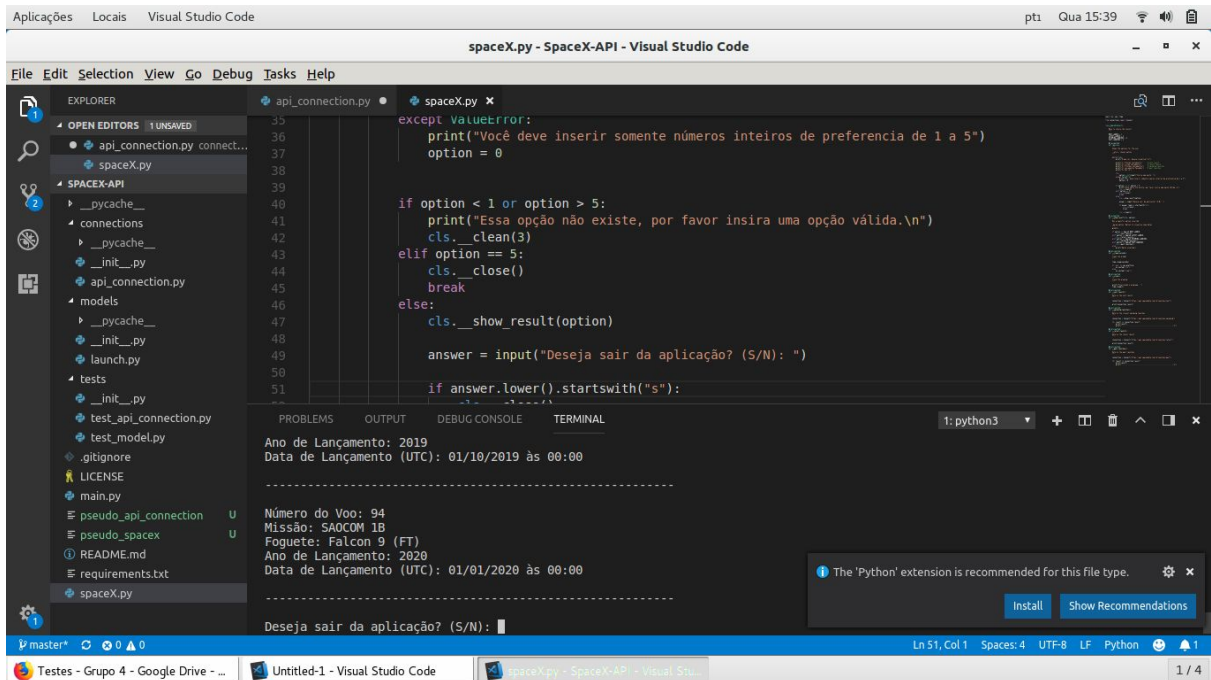 Aplicações Locais Visual Studio Code pt1 Qua 15:39
spaceX.py - SpaceX-API - Visual Studio Code
File Edit Selection View Go Debug Tasks Help
EXPLORER
OPEN EDITORS 1 UNSAVED
api_connection.py connect...
spaceX.py
SPACEX-API
__pycache__
connections
__pycache__
__init__.py
api_connection.py
models
__pycache__
__init__.py
launch.py
tests
__init__.py
test_api_connection.py
test_model.py
.gitignore
LICENSE
main.py
pseudo_api_connection U
pseudo_spacex U
README.md
requirements.txt
spaceX.py
1
2
1
api_connection.py spaceX.py
35 except ValueError:
36 print("Você deve inserir somente números inteiros de preferencia de 1 a 5")
37 option = 0
38
39
40 if option < 1 or option > 5:
41 print("Essa opção não existe, por favor insira uma opção válida.\n")
42 cls.__clean(3)
43 elif option == 5:
44 cls.__close()
45 break
46 else:
47 cls.__show_result(option)
48
49 answer = input("Deseja sair da aplicação? (S/N): ")
50
51 if answer.lower().startswith("s"):
PROBLEMS OUTPUT DEBUG CONSOLE TERMINAL 1: python3
Ano de Lançamento: 2019
Data de Lançamento (UTC): 01/10/2019 às 00:00
----------------------------------------------------------
Número do Voo: 94
Missão: SAOCOM 1B
Foguete: Falcon 9 (FT)
Ano de Lançamento: 2020
Data de Lançamento (UTC): 01/01/2020 às 00:00
----------------------------------------------------------
Deseja sair da aplicação? (S/N):
The 'Python' extension is recommended for this file type.
Install Show Recommendations
master* 0 0 Ln 51, Col 1 Spaces: 4 UTF-8 LF Python 1
Testes - Grupo 4 - Google Drive - ... Untitled-1 - Visual Studio Code spaceX.py - SpaceX-API - Visual Stu... 1 / 4